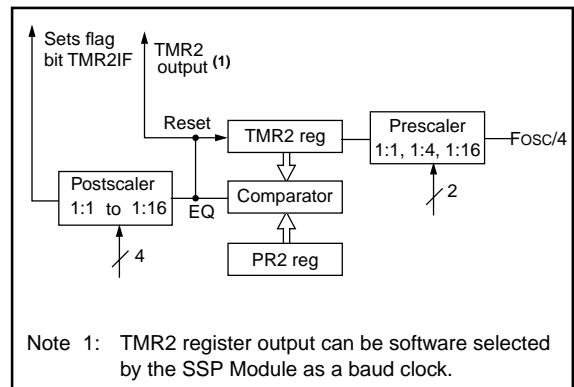 Sets flag
bit TMR2IF
TMR2
output (1)
Reset
TMR2 reg
Prescaler
1:1, 1:4, 1:16
FOSC/4
2
Postscaler
1:1 to 1:16
EQ
Comparator
4
PR2 reg
Note 1: TMR2 register output can be software selected
by the SSP Module as a baud clock.